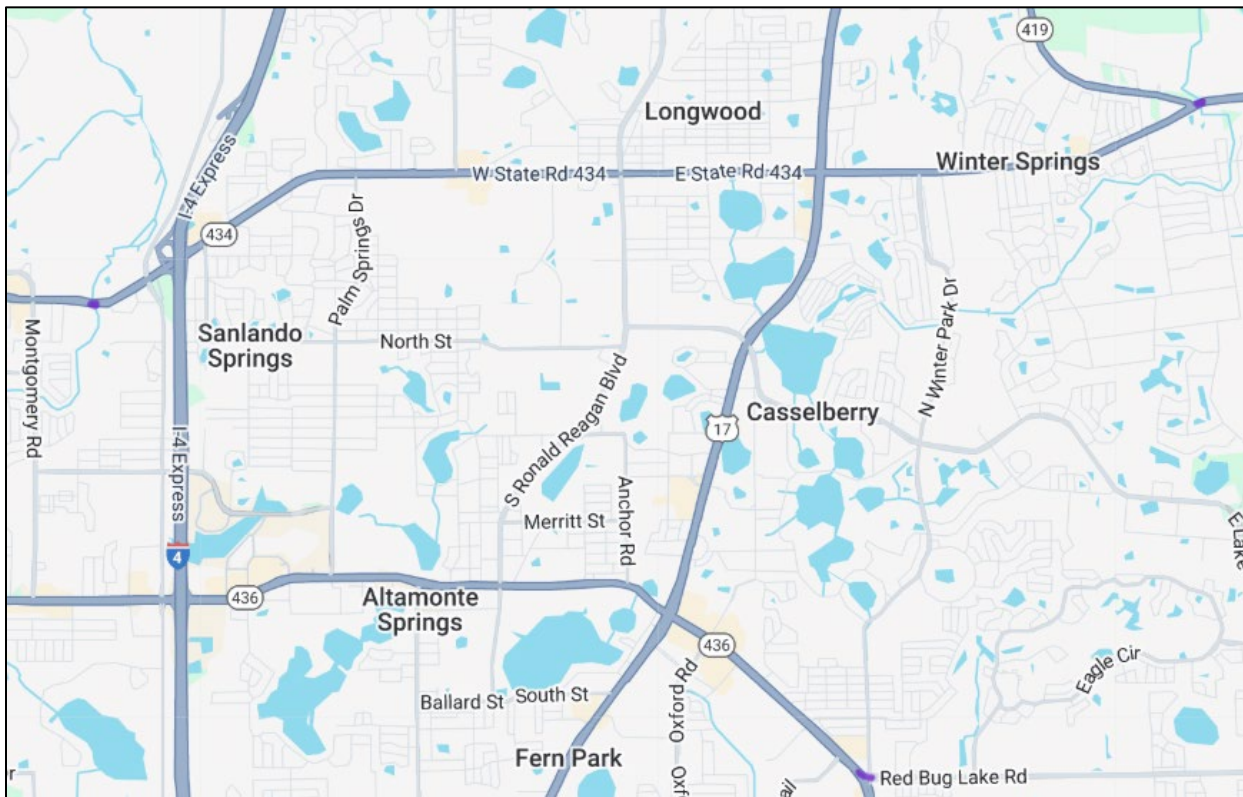 419
Longwood
I-4 Express
W State Rd 434
E State Rd 434
Winter Springs
434
Palm Springs Dr
Montgomery Rd
Sanlando
Springs
North St
N Winter Park Dr
S Ronald Reagan Blvd
Casselberry
17
I-4 Express
Anchor Rd
Merritt St
E Lake
4
436
Altamonte
Springs
436
Oxford Rd
Eagle Cir
Ballard St
South St
Fern Park
Red Bug Lake Rd